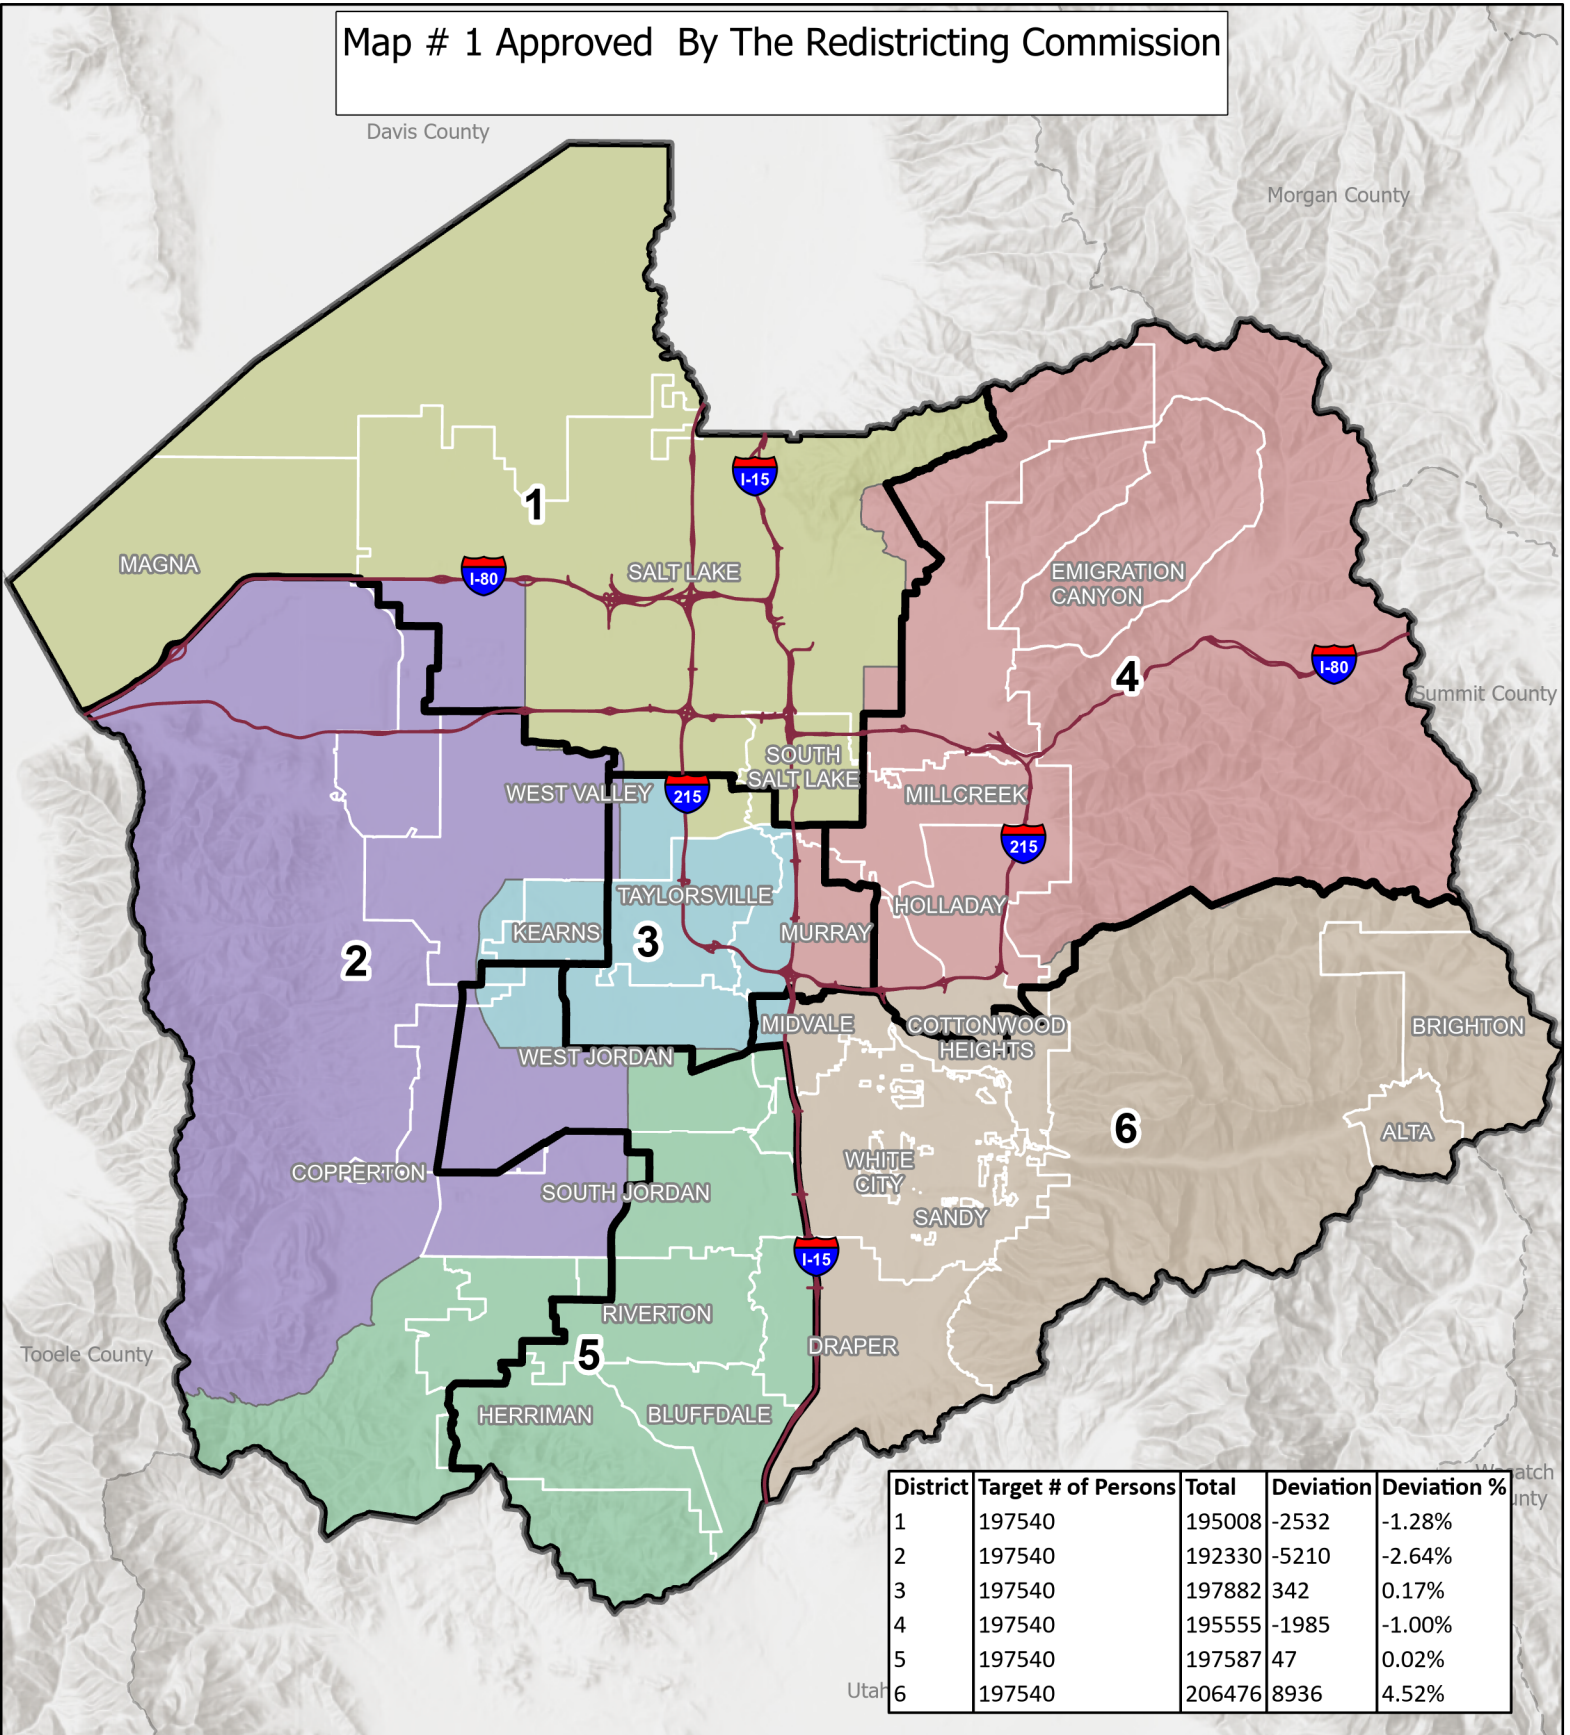 Map # 1 Approved  By The Redistricting Commission
Davis County
Morgan County
I-15
1
MAGNA
I-80
SALT LAKE
EMIGRATION
CANYON
I-80
4
Summit County
SOUTH
SALT LAKE
WEST VALLEY
215
MILLCREEK
215
TAYLORSVILLE
HOLLADAY
KEARNS
3
MURRAY
2
MIDVALE
COTTONWOOD
HEIGHTS
BRIGHTON
WEST JORDAN
6
ALTA
WHITE
CITY
COPPERTON
SOUTH JORDAN
SANDY
I-15
RIVERTON
DRAPER
Tooele County
5
HERRIMAN
BLUFFDALE
District Target # of Persons Total Deviation Deviation %
1 197540 195008 -2532 -1.28%
2 197540 192330 -5210 -2.64%
3 197540 197882 342 0.17%
4 197540 195555 -1985 -1.00%
5 197540 197587 47 0.02%
6 197540 206476 8936 4.52%
Utah